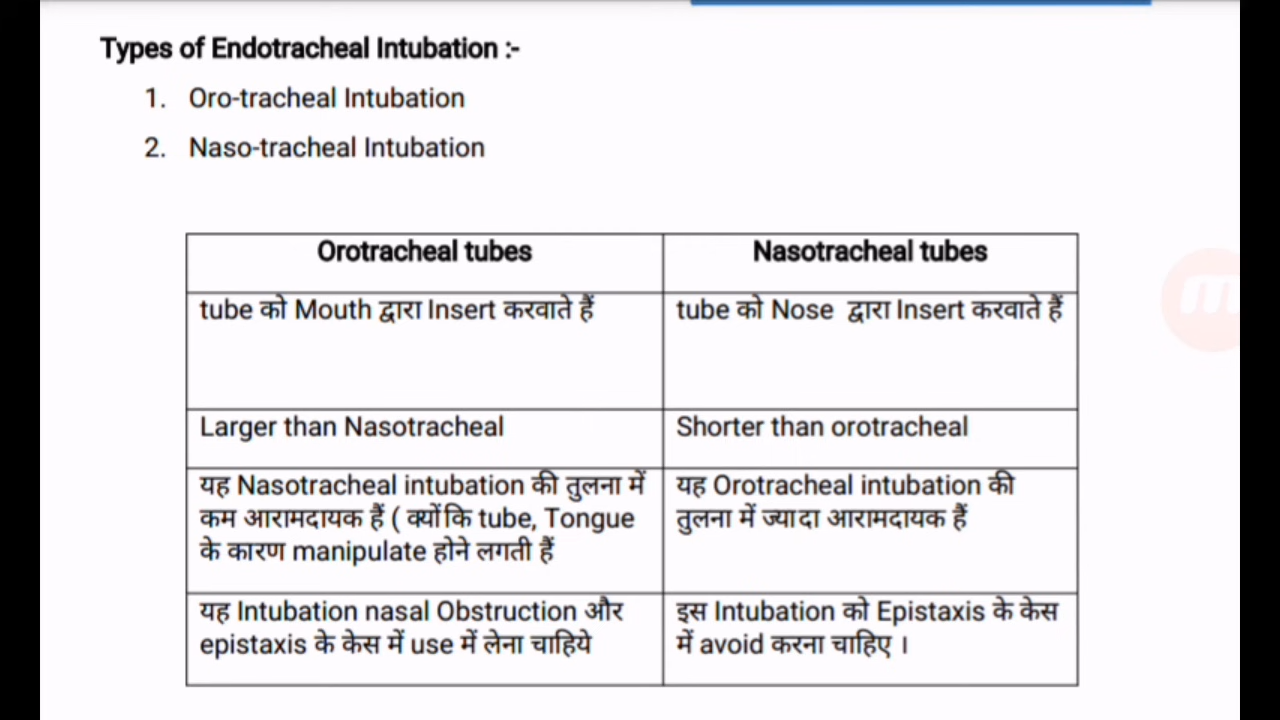 Types of Endotracheal Intubation :-
1. Oro-tracheal Intubation
2. Naso-tracheal Intubation
Orotracheal tubes
Nasotracheal tubes
tube को Mouth द्वारा Insert करवाते हैं
tube को Nose द्वारा Insert करवाते हैं
Larger than Nasotracheal
Shorter than orotracheal
यह Nasotracheal intubation की तुलना में
कम आरामदायक हैं ( क्योंकि tube, Tongue
के कारण manipulate होने लगती हैं
यह Orotracheal intubation की
तुलना में ज्यादा आरामदायक हैं
यह Intubation nasal Obstruction और
epistaxis के केस में use में लेना चाहिये
इस Intubation को Epistaxis के केस
में avoid करना चाहिए ।